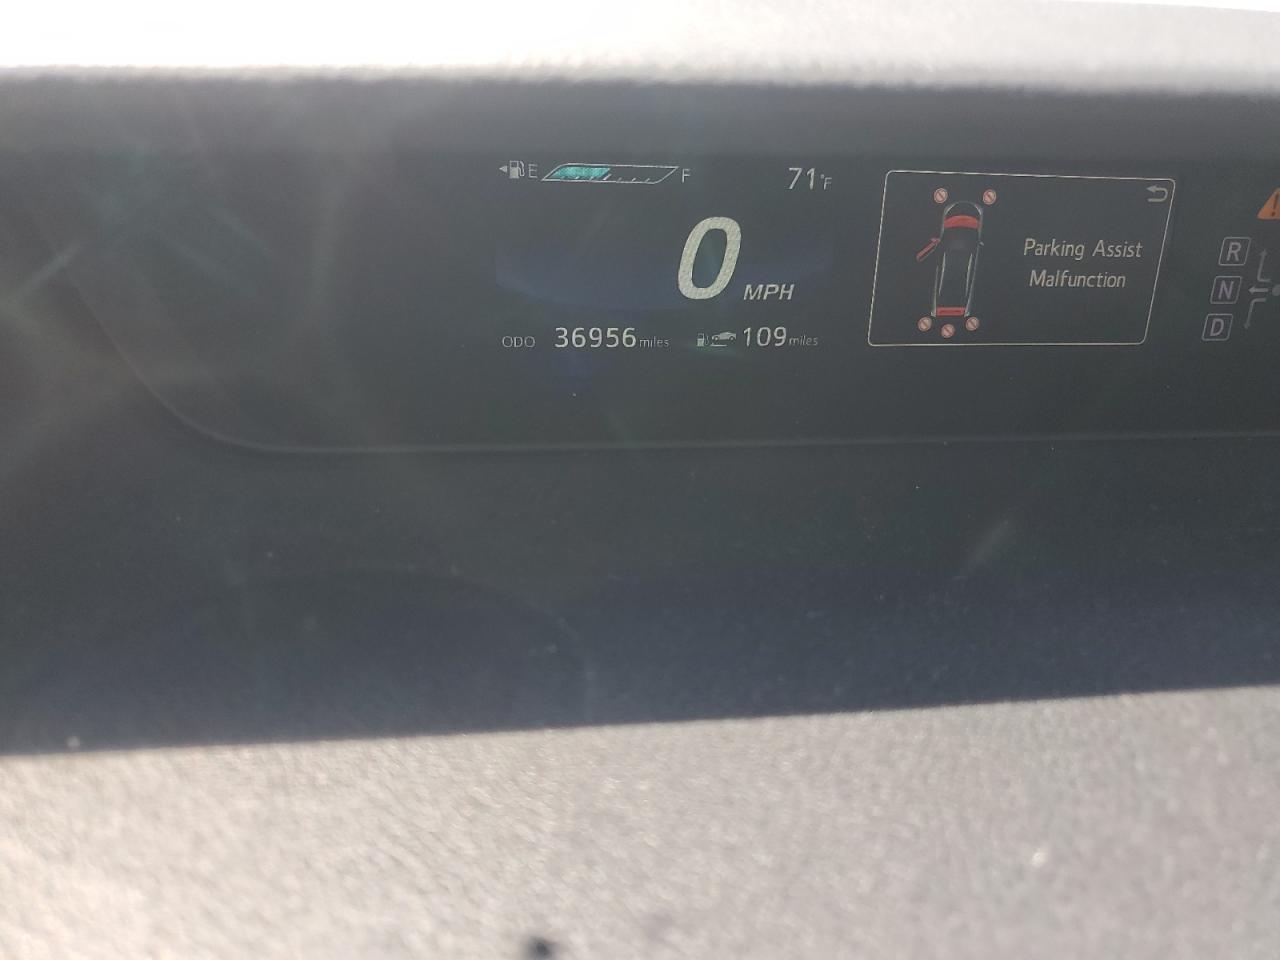 E F
71°F
0 MPH
ODO 36956 miles 109 miles
Parking Assist
Malfunction
R
N
D